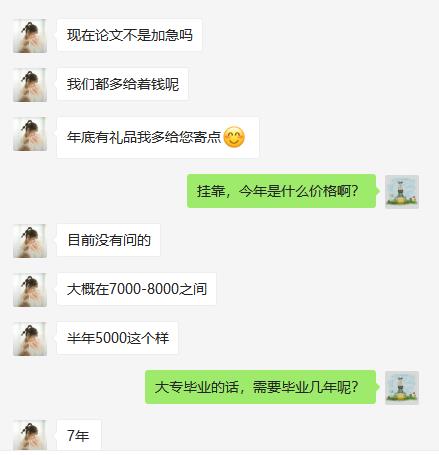 现在论文不是加急吗
我们都多给着钱呢
年底有礼品我多给您寄点😊
挂靠，今年是什么价格啊？
目前没有问的
大概在7000-8000之间
半年5000这个样
大专毕业的话，需要毕业几年呢？
7年